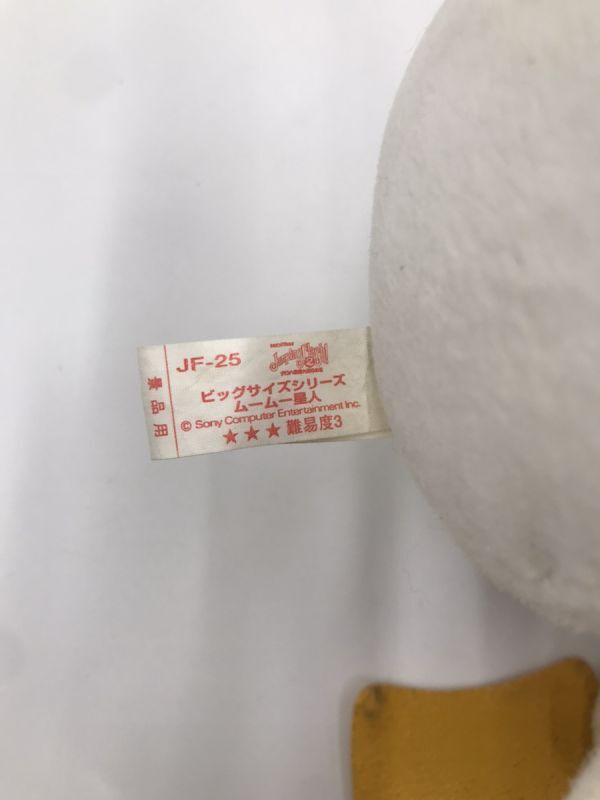 景品用
JF-25
ビッグサイズシリーズ
ムームー星人
© Sony Computer Entertainment Inc.
★★★難易度3